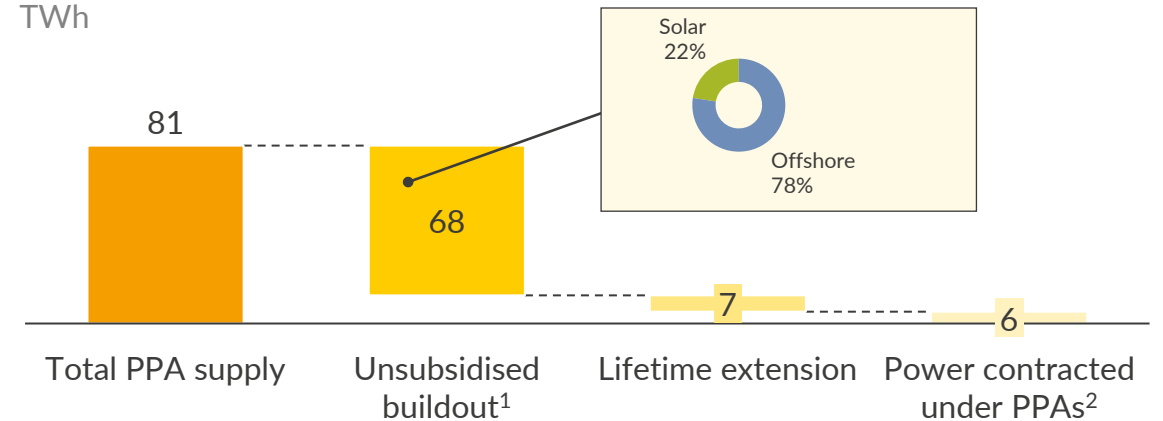 TWh
Solar
22%
Offshore
78%
81
68
7
6
Total PPA supply
Unsubsidised
buildout¹
Lifetime extension
Power contracted
under PPAs²